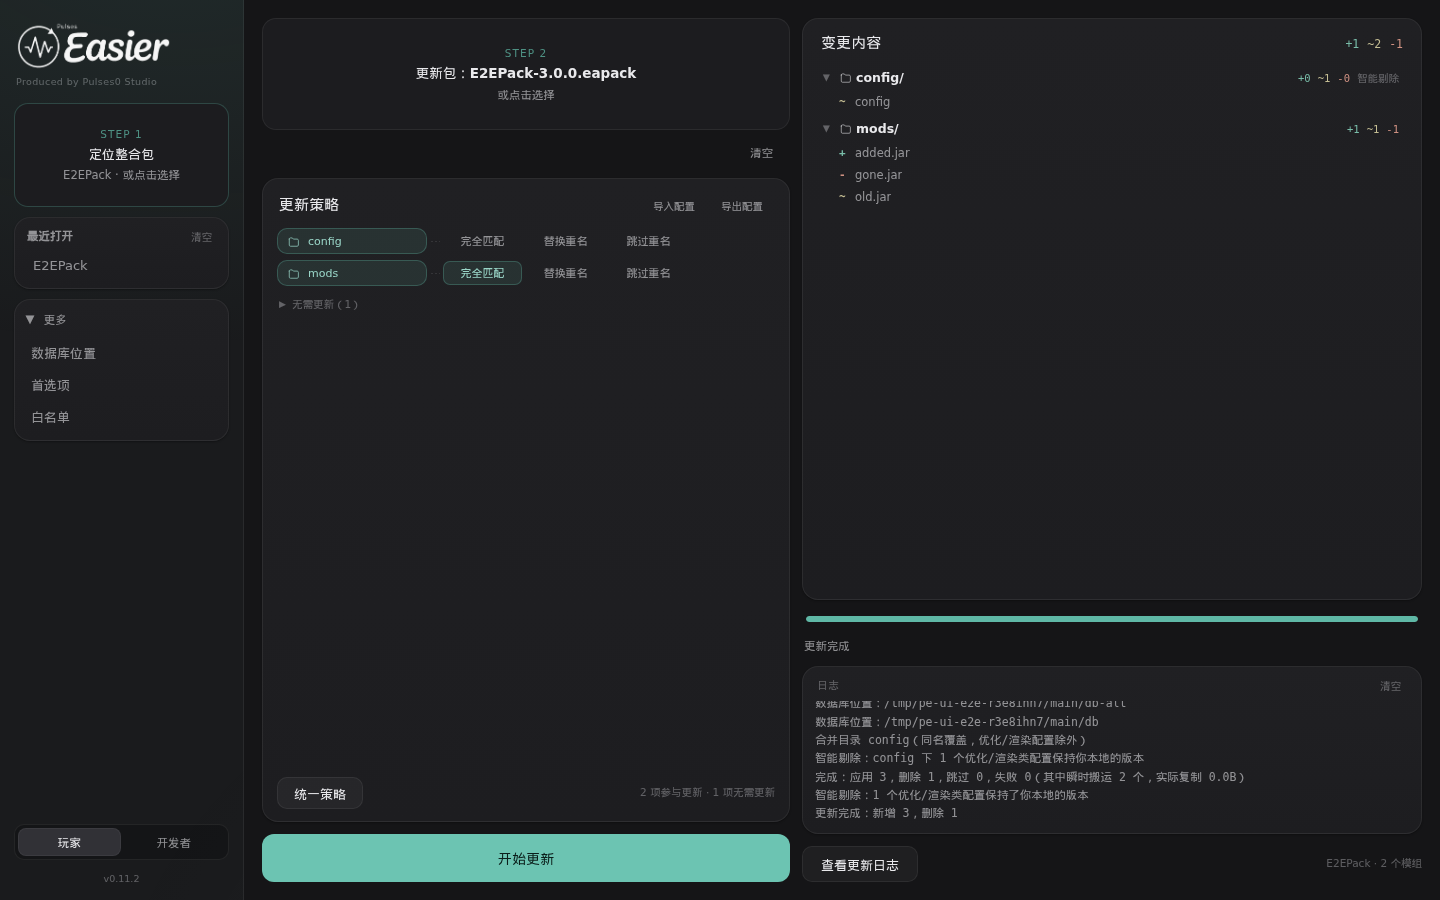 Pulses
Easier
Produced by Pulses0 Studio
STEP 1
定位整合包
E2EPack · 或点击选择
最近打开
清空
E2EPack
▼ 更多
数据库位置
首选项
白名单
玩家
开发者
v0.11.2
STEP 2
更新包：E2EPack-3.0.0.eapack
或点击选择
清空
更新策略
导入配置
导出配置
config ··· 完全匹配 替换重名 跳过重名
mods ··· 完全匹配 替换重名 跳过重名
▶ 无需更新（1）
统一策略
2 项参与更新 · 1 项无需更新
开始更新
变更内容
+1 ~2 -1
▼ config/ +0 ~1 -0 智能剔除
~ config
▼ mods/ +1 ~1 -1
+ added.jar
- gone.jar
~ old.jar
更新完成
日志
清空
数据库位置：/tmp/pe-ui-e2e-r3e8ihn7/main/db-alt
数据库位置：/tmp/pe-ui-e2e-r3e8ihn7/main/db
合并目录 config（同名覆盖，优化/渲染配置除外）
智能剔除：config 下 1 个优化/渲染类配置保持你本地的版本
完成：应用 3，删除 1，跳过 0，失败 0（其中瞬时搬运 2 个，实际复制 0.0B）
智能剔除：1 个优化/渲染类配置保持了你本地的版本
更新完成：新增 3，删除 1
查看更新日志
E2EPack · 2 个模组